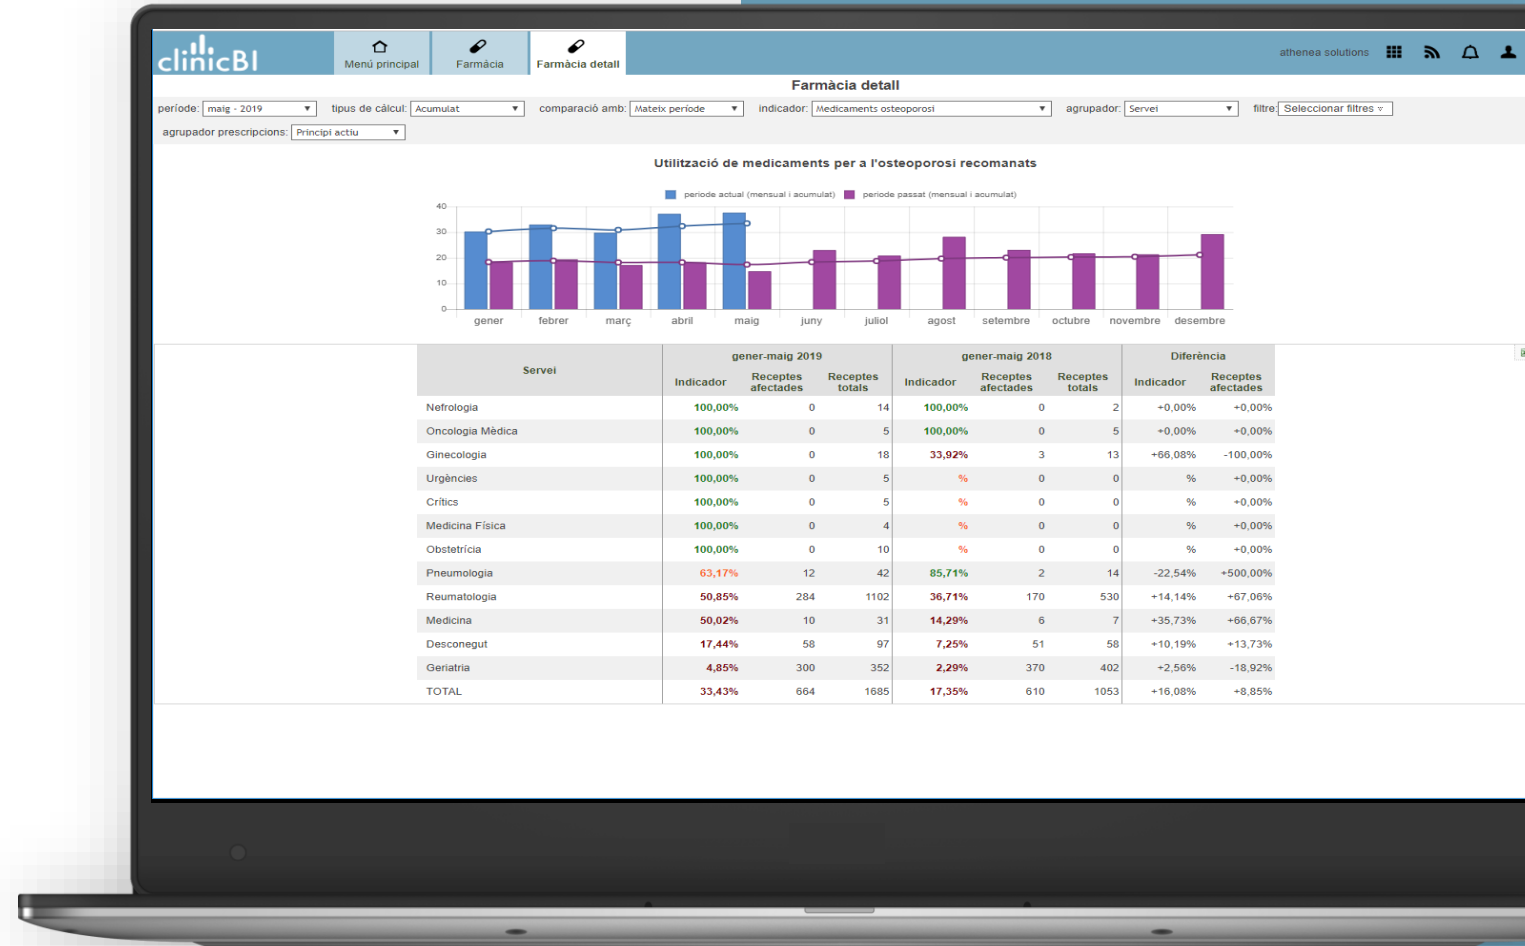 clinicBI
Menú principal
Farmàcia
Farmàcia detall
athenea solutions
Farmàcia detall
període: maig - 2019 tipus de càlcul: Acumulat comparació amb: Mateix període indicador: Medicaments osteoporosi agrupador: Servei filtre: Seleccionar filtres
agrupador prescripcions: Principi actiu
Utilització de medicaments per a l'osteoporosi recomanats
periode actual (mensual i acumulat) periode passat (mensual i acumulat)
40
30
20
10
0
gener febrer març abril maig juny juliol agost setembre octubre novembre desembre
Servei gener-maig 2019 gener-maig 2018 Diferència
Indicador Receptes afectades Receptes totals Indicador Receptes afectades Receptes totals Indicador Receptes afectades
Nefrologia 100,00% 0 14 100,00% 0 2 +0,00% +0,00%
Oncologia Mèdica 100,00% 0 5 100,00% 0 5 +0,00% +0,00%
Ginecologia 100,00% 0 18 33,92% 3 13 +66,08% -100,00%
Urgències 100,00% 0 5 % 0 0 % +0,00%
Crítics 100,00% 0 5 % 0 0 % +0,00%
Medicina Física 100,00% 0 4 % 0 0 % +0,00%
Obstetrícia 100,00% 0 10 % 0 0 % +0,00%
Pneumologia 63,17% 12 42 85,71% 2 14 -22,54% +500,00%
Reumatologia 50,85% 284 1102 36,71% 170 530 +14,14% +67,06%
Medicina 50,02% 10 31 14,29% 6 7 +35,73% +66,67%
Desconegut 17,44% 58 97 7,25% 51 58 +10,19% +13,73%
Geriatria 4,85% 300 352 2,29% 370 402 +2,56% -18,92%
TOTAL 33,43% 664 1685 17,35% 610 1053 +16,08% +8,85%